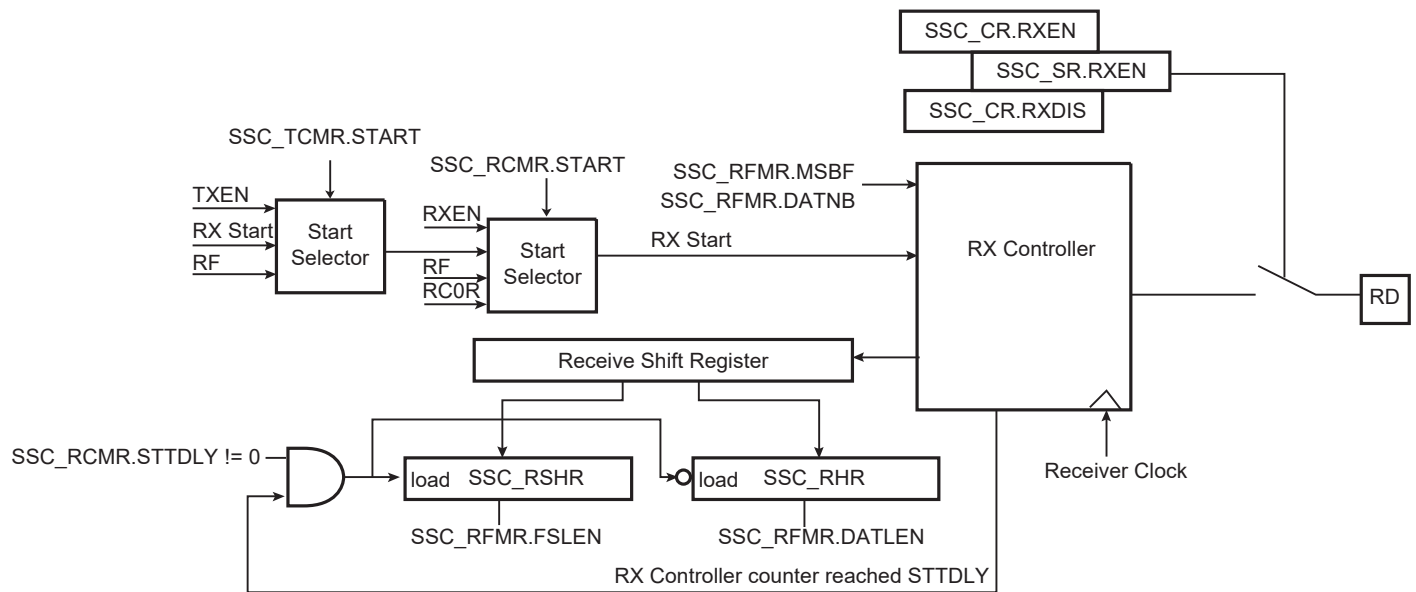 SSC_CR.RXEN
SSC_SR.RXEN
SSC_CR.RXDIS
SSC_TCMR.START
SSC_RCMR.START
SSC_RFMR.MSBF
SSC_RFMR.DATNB
TXEN
RX Start
RF
Start
Selector
RXEN
RF
RC0R
Start
Selector
RX Start
RX Controller
RD
Receive Shift Register
SSC_RCMR.STTDLY != 0
load SSC_RSHR
load SSC_RHR
Receiver Clock
SSC_RFMR.FSLEN
SSC_RFMR.DATLEN
RX Controller counter reached STTDLY